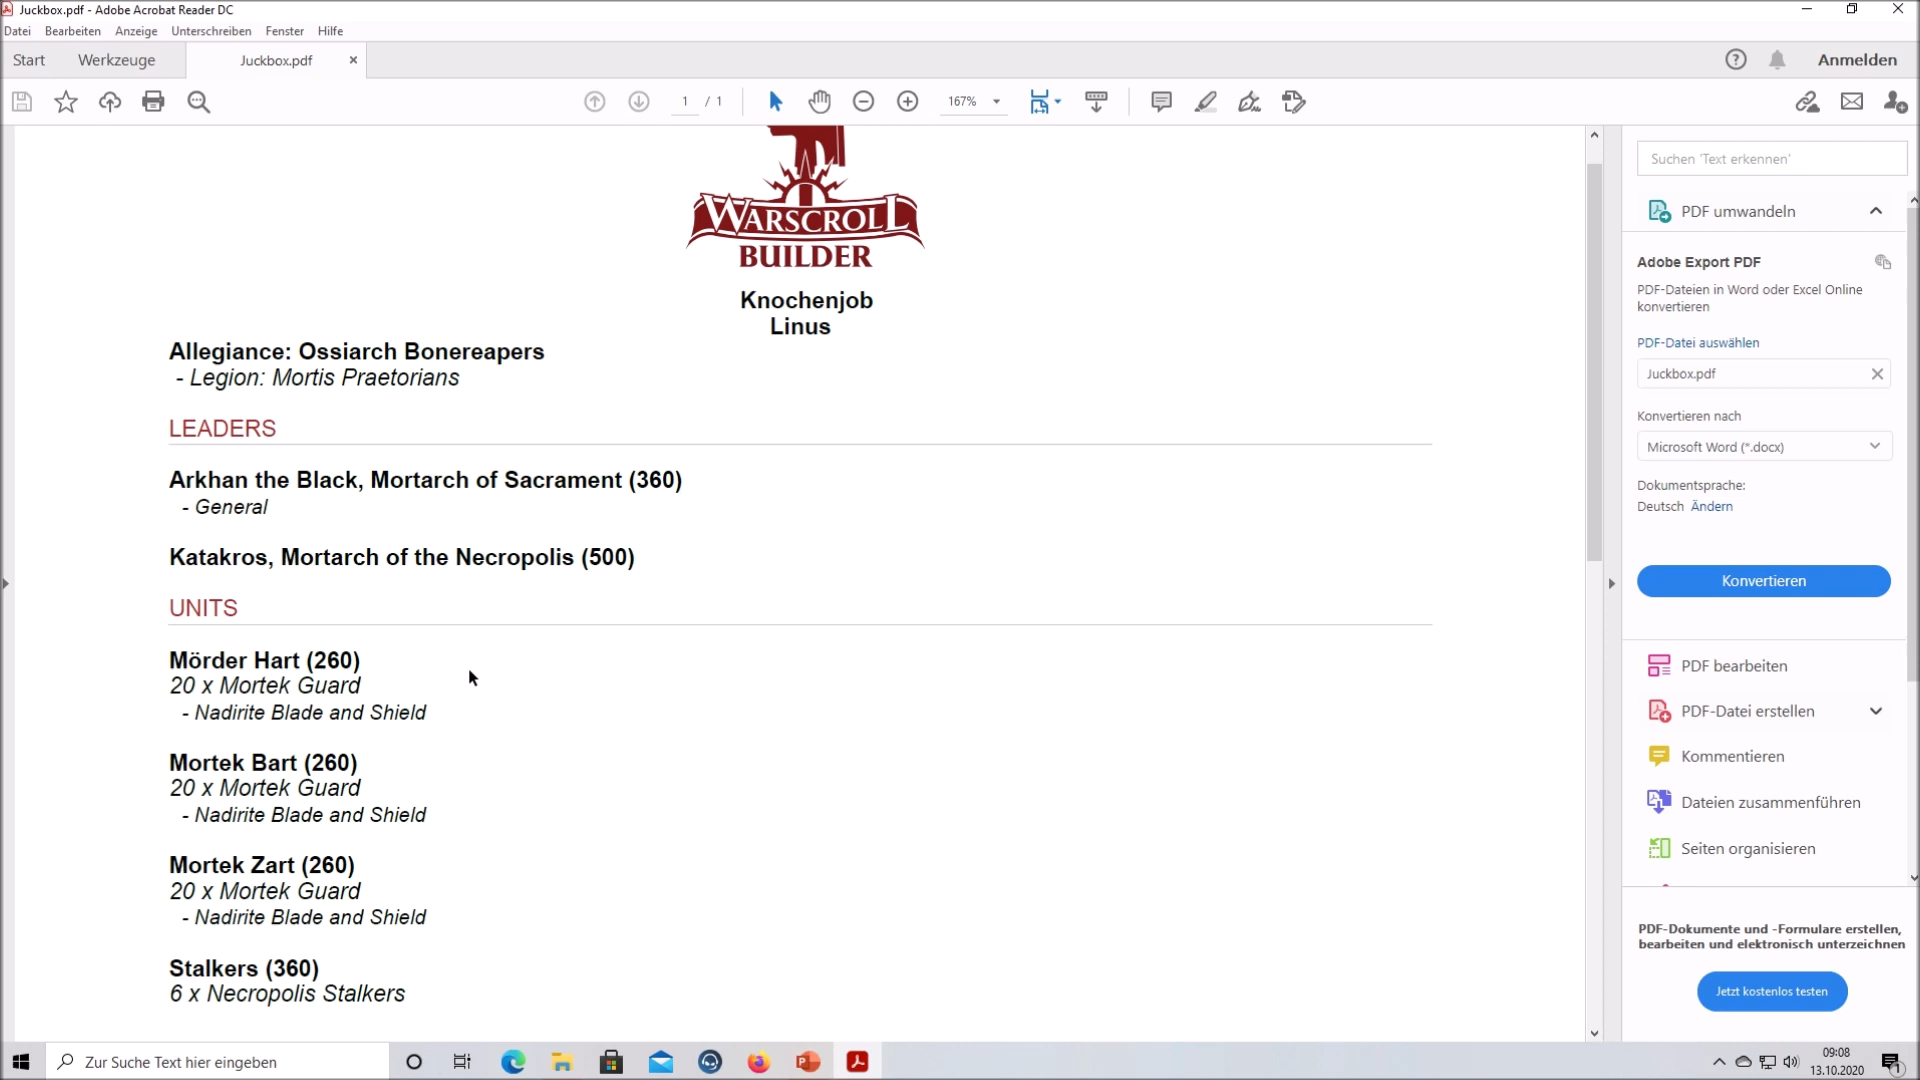 Juckbox.pdf - Adobe Acrobat Reader DC
Datei Bearbeiten Anzeige Unterschreiben Fenster Hilfe
Start Werkzeuge Juckbox.pdf × Anmelden
1 / 1 167%
WARSCROLL
BUILDER
Knochenjob
Linus
Allegiance: Ossiarch Bonereapers
- Legion: Mortis Praetorians
LEADERS
Arkhan the Black, Mortarch of Sacrament (360)
- General
Katakros, Mortarch of the Necropolis (500)
UNITS
Mörder Hart (260)
20 x Mortek Guard
- Nadirite Blade and Shield
Mortek Bart (260)
20 x Mortek Guard
- Nadirite Blade and Shield
Mortek Zart (260)
20 x Mortek Guard
- Nadirite Blade and Shield
Stalkers (360)
6 x Necropolis Stalkers
Suchen 'Text erkennen'
PDF umwandeln
Adobe Export PDF
PDF-Dateien in Word oder Excel Online
konvertieren
PDF-Datei auswählen
Juckbox.pdf
Konvertieren nach
Microsoft Word (*.docx)
Dokumentsprache:
Deutsch Ändern
Konvertieren
PDF bearbeiten
PDF-Datei erstellen
Kommentieren
Dateien zusammenführen
Seiten organisieren
PDF-Dokumente und -Formulare erstellen,
bearbeiten und elektronisch unterzeichnen
Jetzt kostenlos testen
Zur Suche Text hier eingeben
09:08
13.10.2020
1